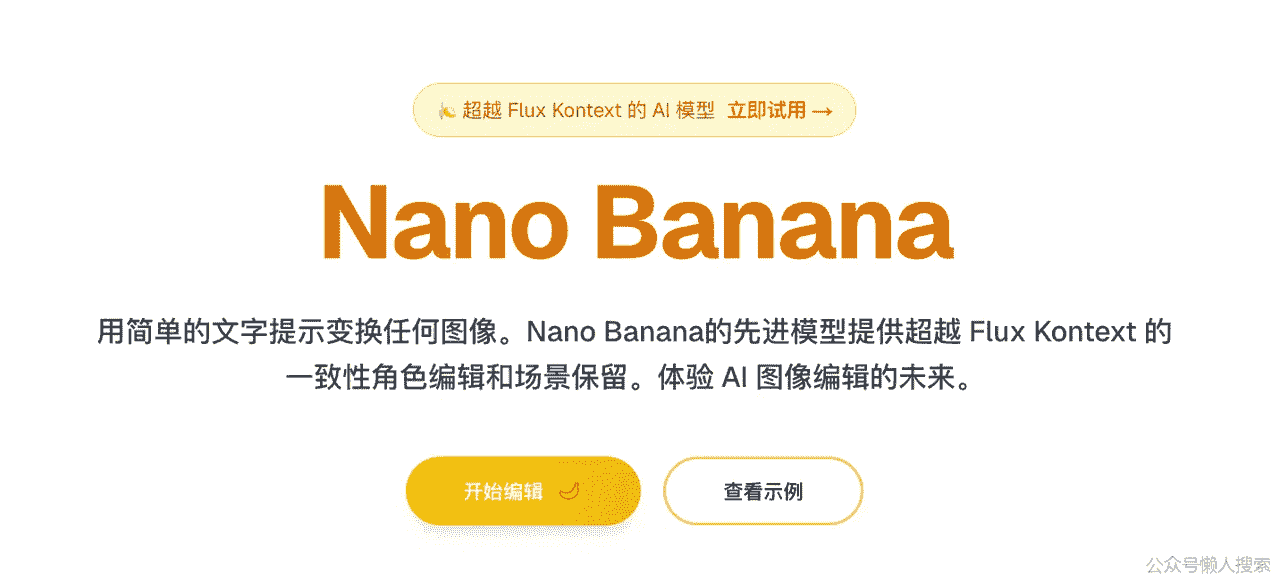 超越 Flux Kontext 的 AI 模型 立即试用 →
Nano Banana
用简单的文字提示变换任何图像。Nano Banana的先进模型提供超越 Flux Kontext 的
一致性角色编辑和场景保留。体验 AI 图像编辑的未来。
开始编辑
查看示例
公众号懒人搜索